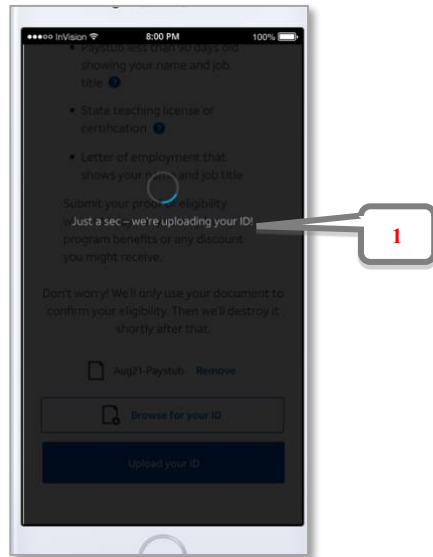 InVision 8:00 PM 100%
• Paystub less than 90 days old
showing your name and job
title ?
• State teaching license or
certification ?
• Letter of employment that
shows your name and job title
Submit your proof of eligibility
Just a sec – we're uploading your ID!
program benefits or any discount
you might receive.
Don't worry! We'll only use your document to
confirm your eligibility. Then we'll destroy it
shortly after that.
Aug21-Paystub Remove
Browse for your ID
Upload your ID
1